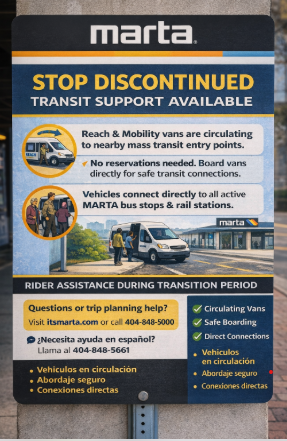 marta
STOP DISCONTINUED
TRANSIT SUPPORT AVAILABLE
Reach & Mobility vans are circulating
to nearby mass transit entry points.
No reservations needed. Board vans
directly for safe transit connections.
Vehicles connect directly to all active
MARTA bus stops & rail stations.
marta
RIDER ASSISTANCE DURING TRANSITION PERIOD
Questions or trip planning help?
Visit itsmarta.com or call 404-848-5000
¿Necesita ayuda en español?
Llama al 404-848-5661
• Vehiculos en circulación
• Abordaje seguro
• Conexiones directas
Circulating Vans
Safe Boarding
Direct Connections
• Vehiculos
en circulación
• Abordaje seguro
• Conexiones directas